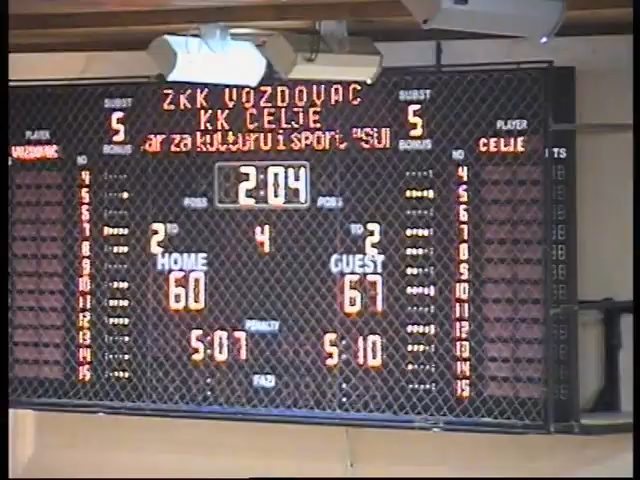 ZKK VOZDOVAC
KK CELJE
ar za kulturu i sport "SU
SUBST
5
BONUS
SUBST
5
BONUS
PLAYER
VOZDOVAC
NO
PLAYER
CELJE
NO
2:04
POSS
POSS
2 TO
4
TO 2
HOME
60
GUEST
67
PENALTY
5:07
5:10
FAZI
4
5
6
7
8
9
10
11
12
13
14
15
4
5
6
7
8
9
10
11
12
13
14
15